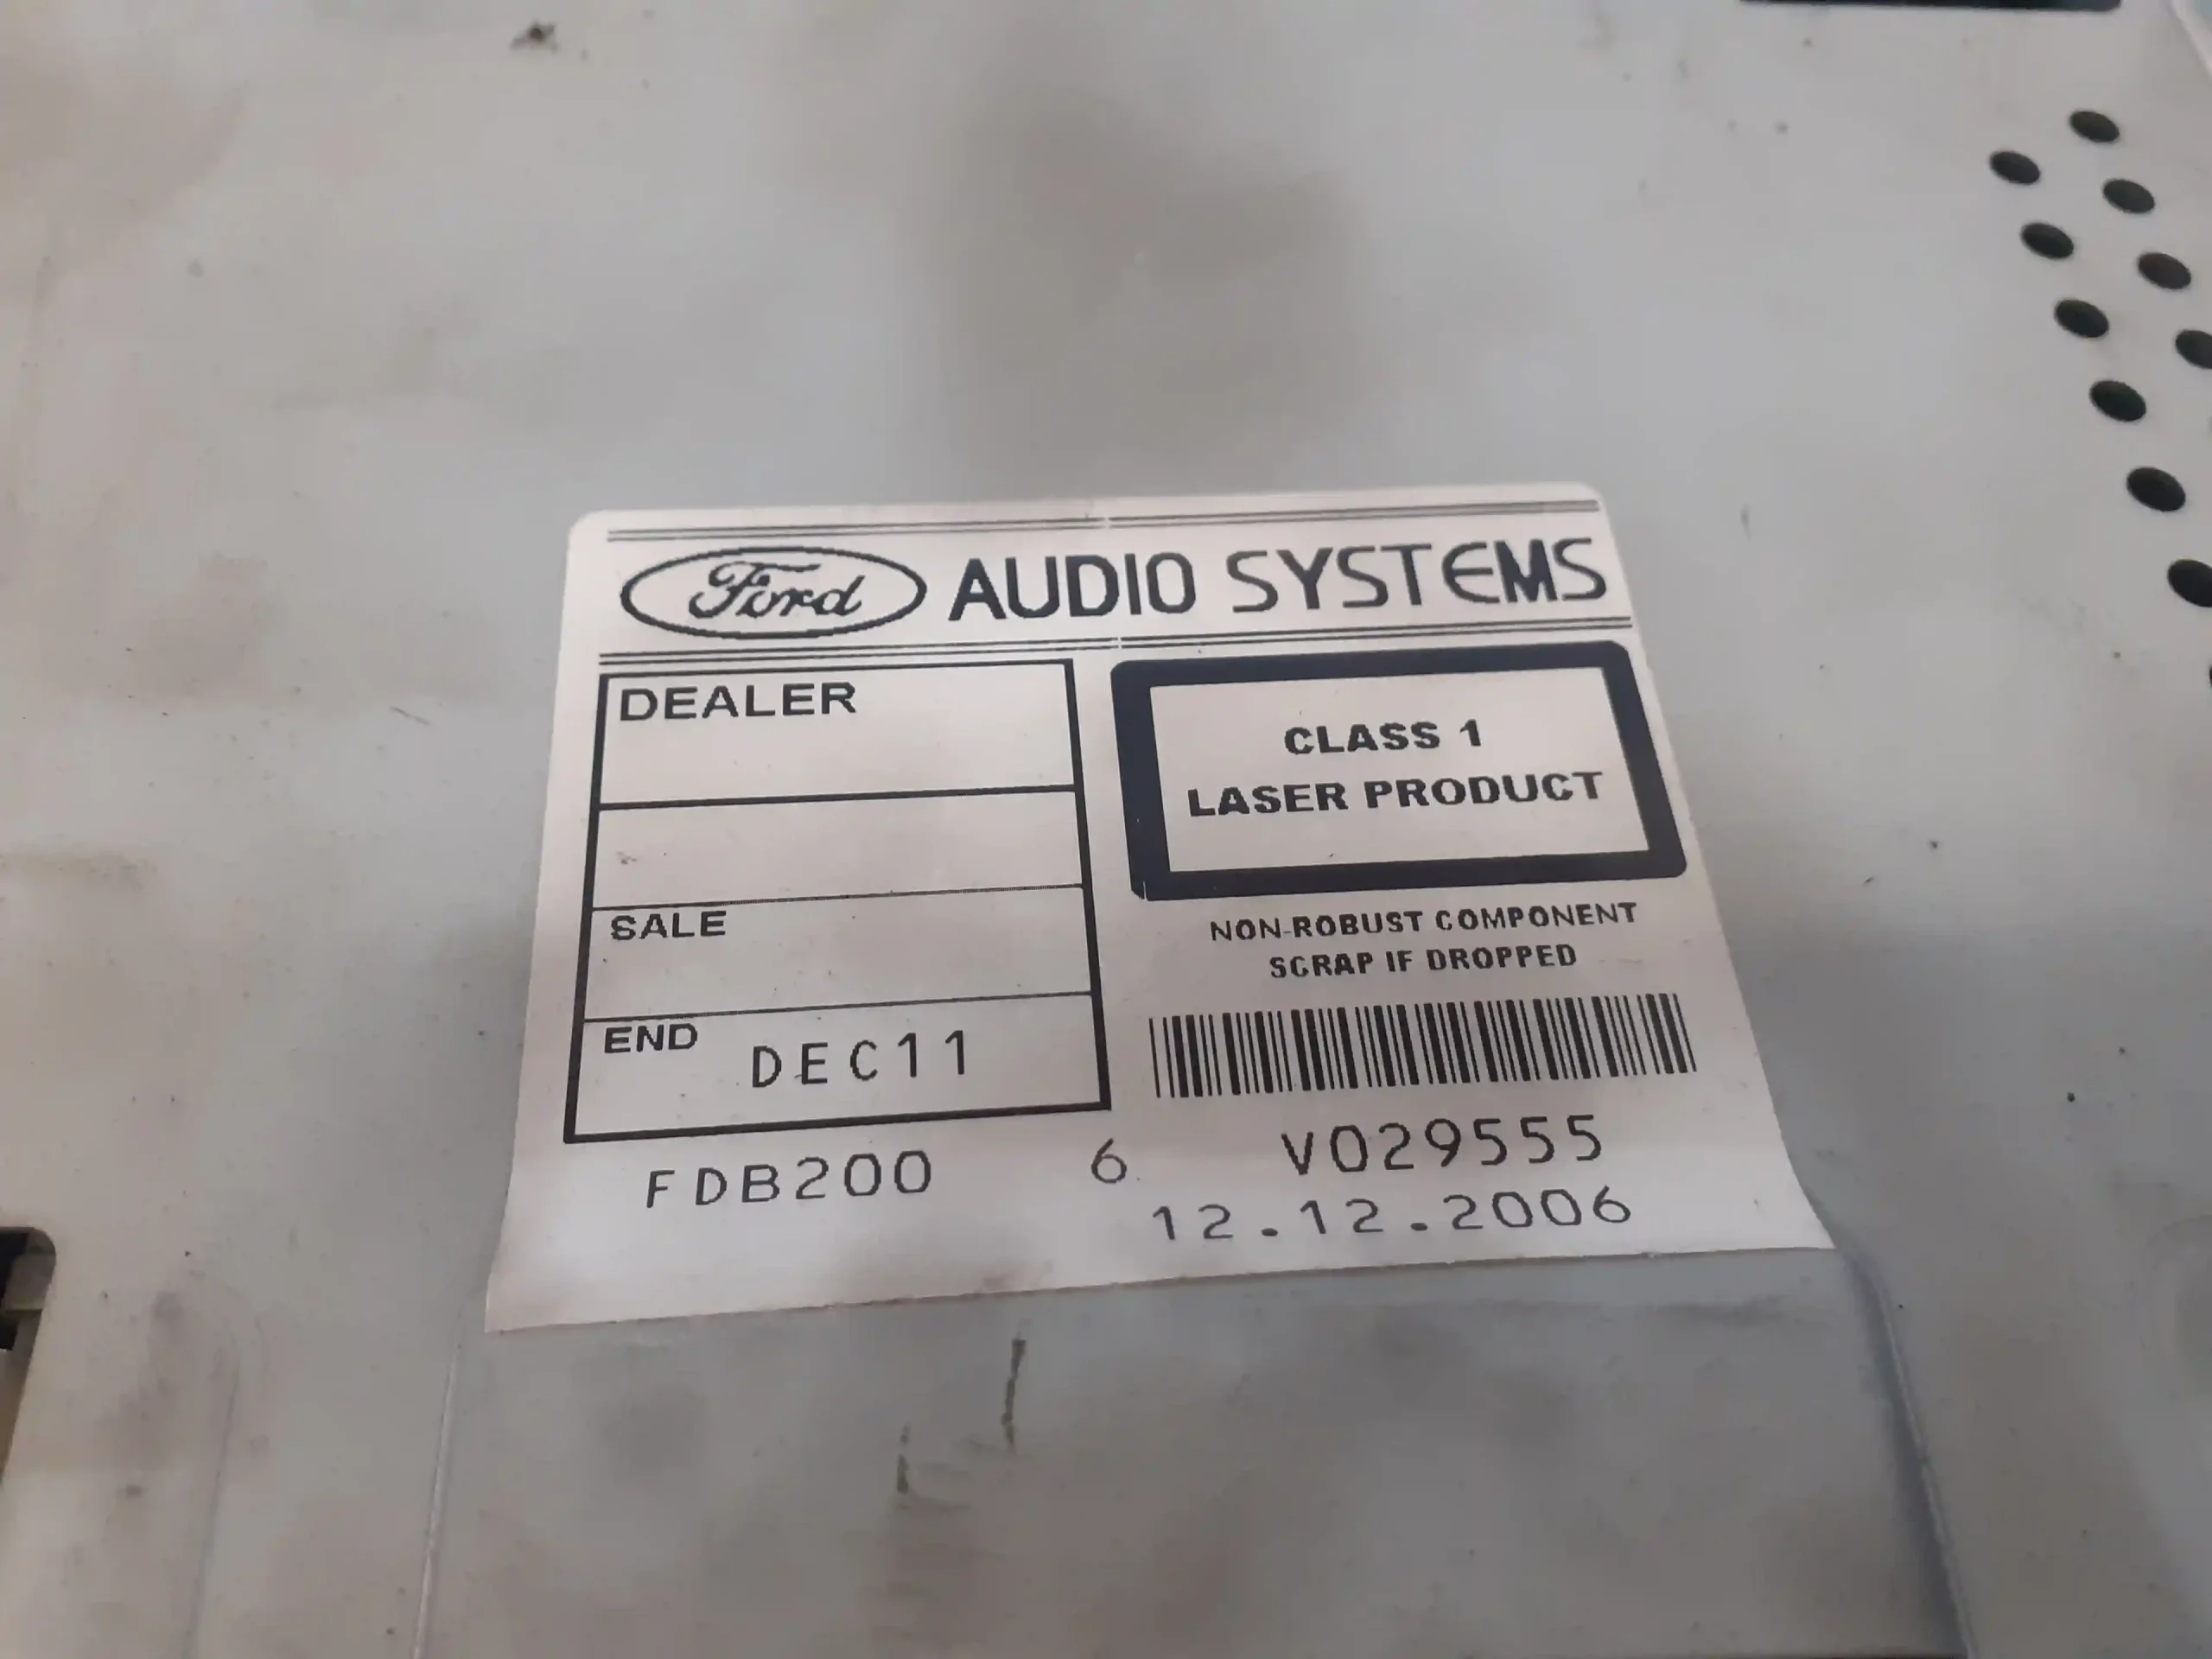 Ford AUDIO SYSTEMS
DEALER
SALE
END DEC11
CLASS 1
LASER PRODUCT
NON-ROBUST COMPONENT
SCRAP IF DROPPED
FDB200 6 V029555
12.12.2006